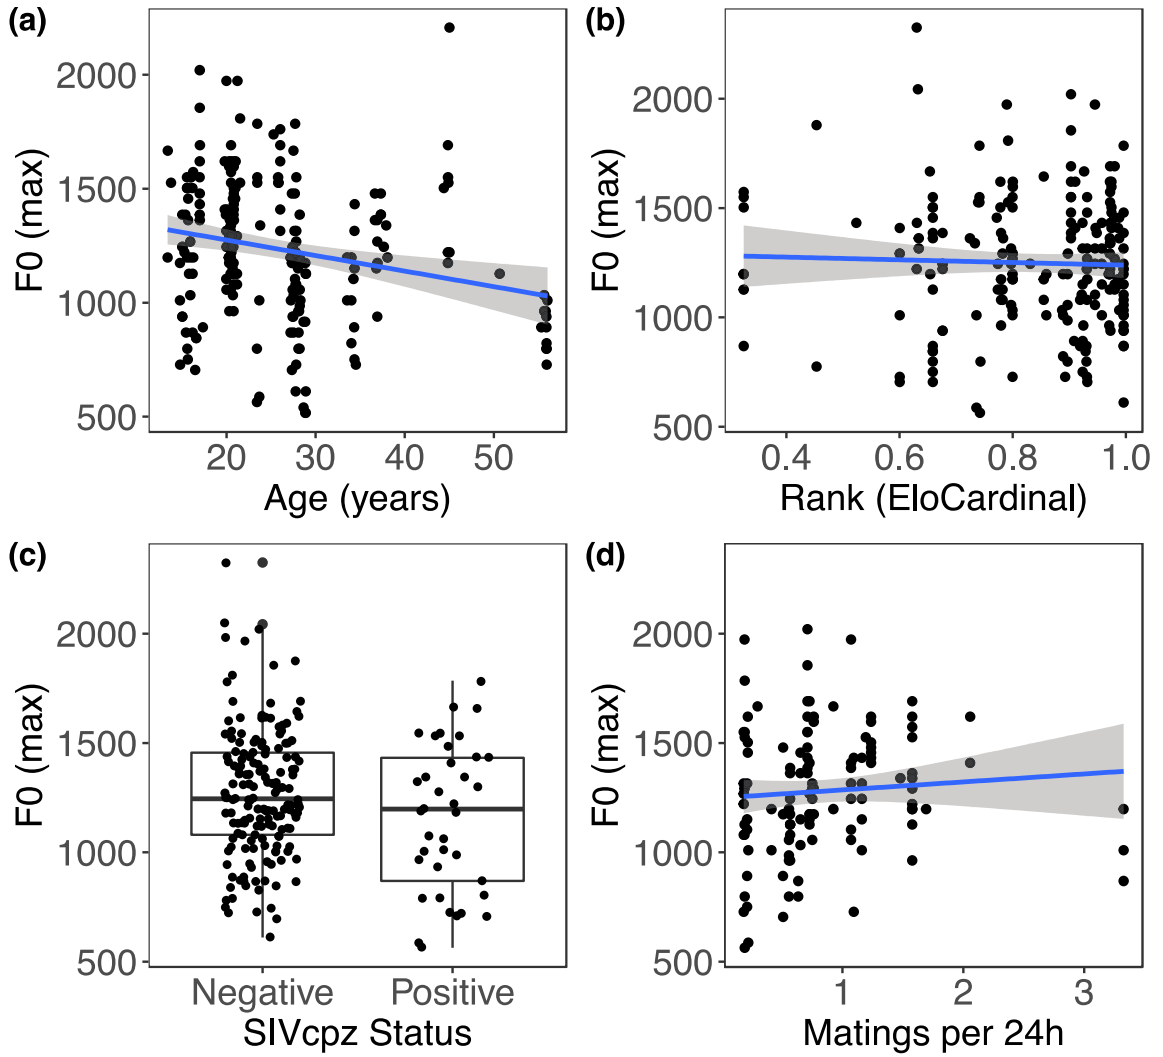 (a)
F0 (max)
2000
1500
1000
500
20 30 40 50
Age (years)
(b)
F0 (max)
2000
1500
1000
500
0.4 0.6 0.8 1.0
Rank (EloCardinal)
(c)
F0 (max)
2000
1500
1000
500
Negative Positive
SIVcpz Status
(d)
F0 (max)
2000
1500
1000
500
1 2 3
Matings per 24h